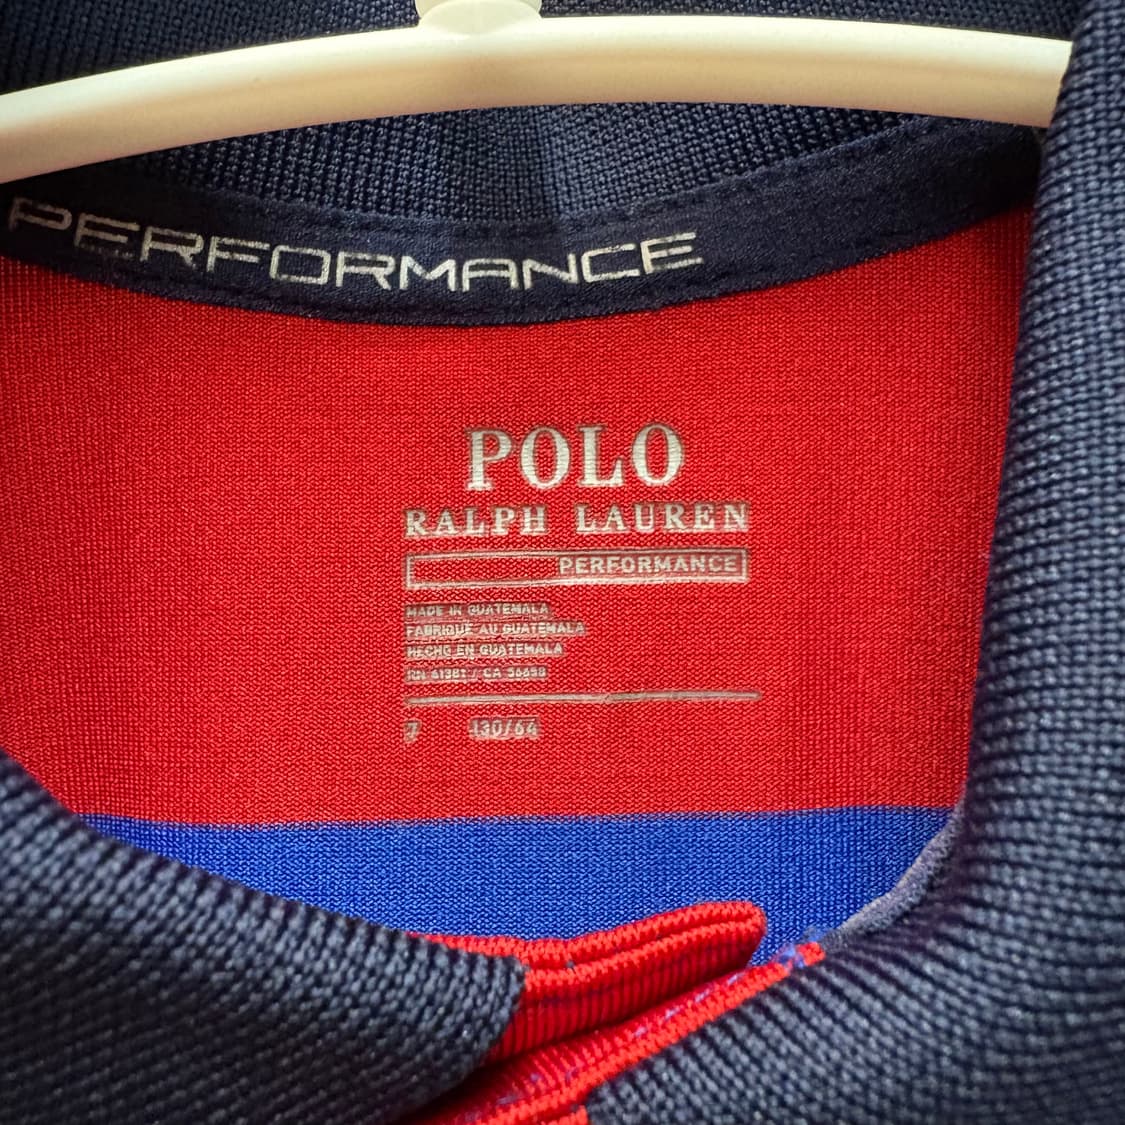 PERFORMANCE
POLO
RALPH LAUREN
PERFORMANCE
MADE IN GUATEMALA
FABRIQUÉ AU GUATEMALA
HECHO EN GUATEMALA
RN 41381 / CA 56658
7 130/64